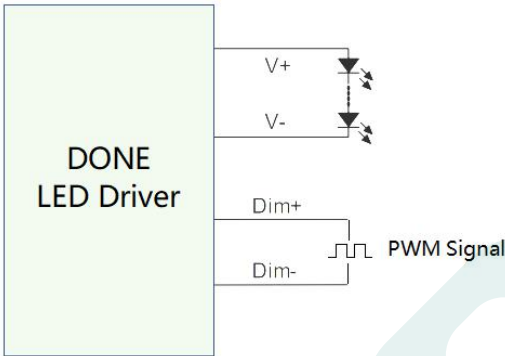 V+
V-
DONE
LED Driver
Dim+
PWM Signal
Dim-